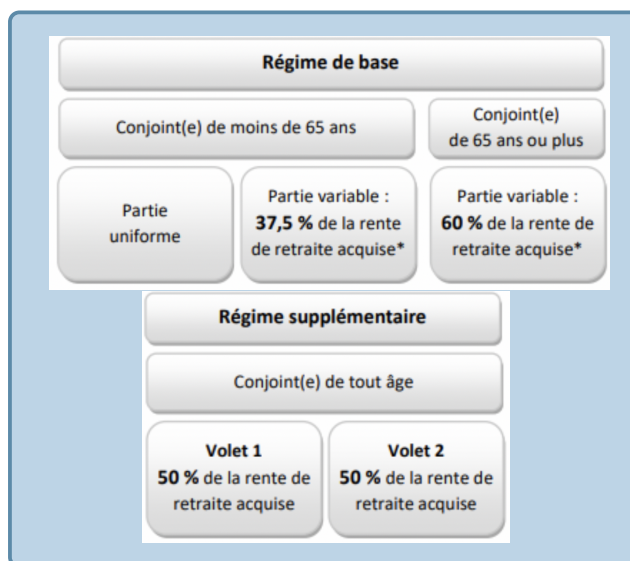 Régime de base
Conjoint(e) de moins de 65 ans
Conjoint(e)
de 65 ans ou plus
Partie
uniforme
Partie variable :
37,5 % de la rente
de retraite acquise*
Partie variable :
60 % de la rente de
retraite acquise*
Régime supplémentaire
Conjoint(e) de tout âge
Volet 1
50 % de la rente de
retraite acquise
Volet 2
50 % de la rente de
retraite acquise